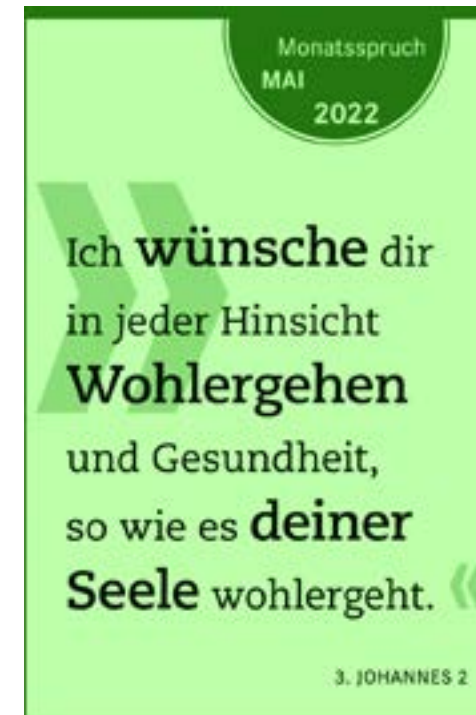 Monatsspruch
MAI
2022
»
Ich wünsche dir
in jeder Hinsicht
Wohlergehen
und Gesundheit,
so wie es deiner
Seele wohlergeht. «
3. JOHANNES 2